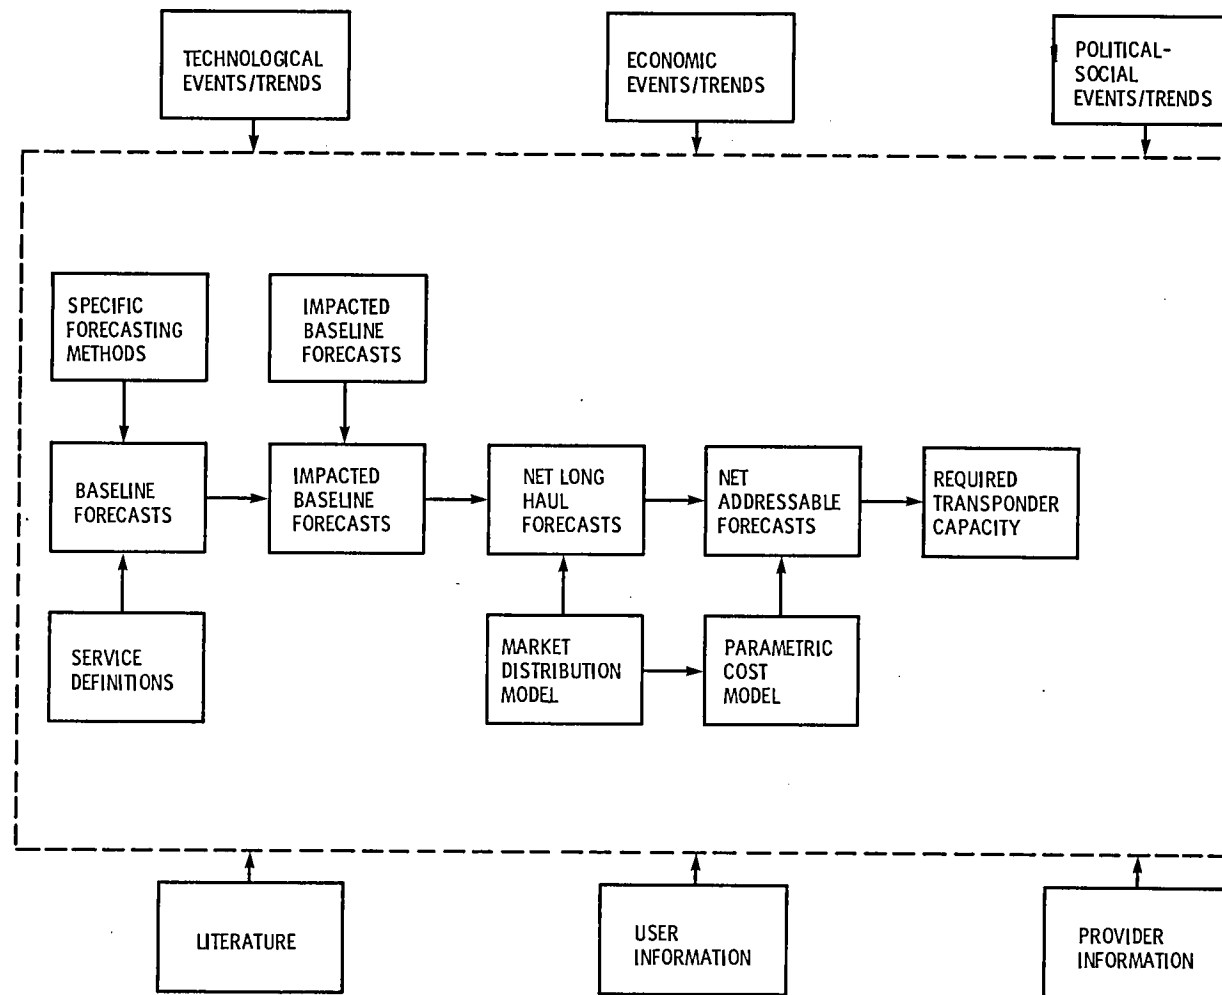 TECHNOLOGICAL
EVENTS/TRENDS
ECONOMIC
EVENTS/TRENDS
POLITICAL-
SOCIAL
EVENTS/TRENDS
SPECIFIC
FORECASTING
METHODS
IMPACTED
BASELINE
FORECASTS
BASELINE
FORECASTS
IMPACTED
BASELINE
FORECASTS
NET LONG
HAUL
FORECASTS
NET
ADDRESSABLE
FORECASTS
REQUIRED
TRANSPONDER
CAPACITY
SERVICE
DEFINITIONS
MARKET
DISTRIBUTION
MODEL
PARAMETRIC
COST
MODEL
LITERATURE
USER
INFORMATION
PROVIDER
INFORMATION